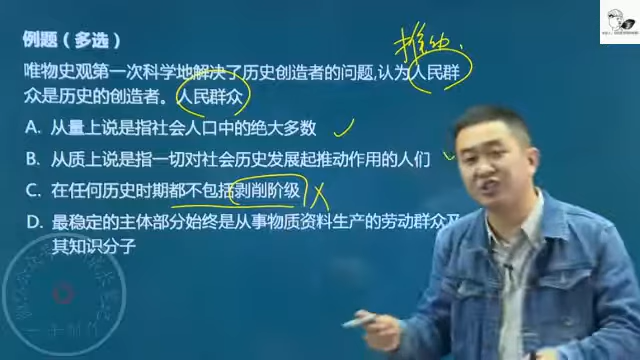 例题（多选）
推动
唯物史观第一次科学地解决了历史创造者的问题,认为人民群
众是历史的创造者。人民群众
A. 从量上说是指社会人口中的绝大多数
B. 从质上说是指一切对社会历史发展起推动作用的人们
C. 在任何历史时期都不包括剥削阶级
D. 最稳定的主体部分始终是从事物质资料生产的劳动群众及
其知识分子